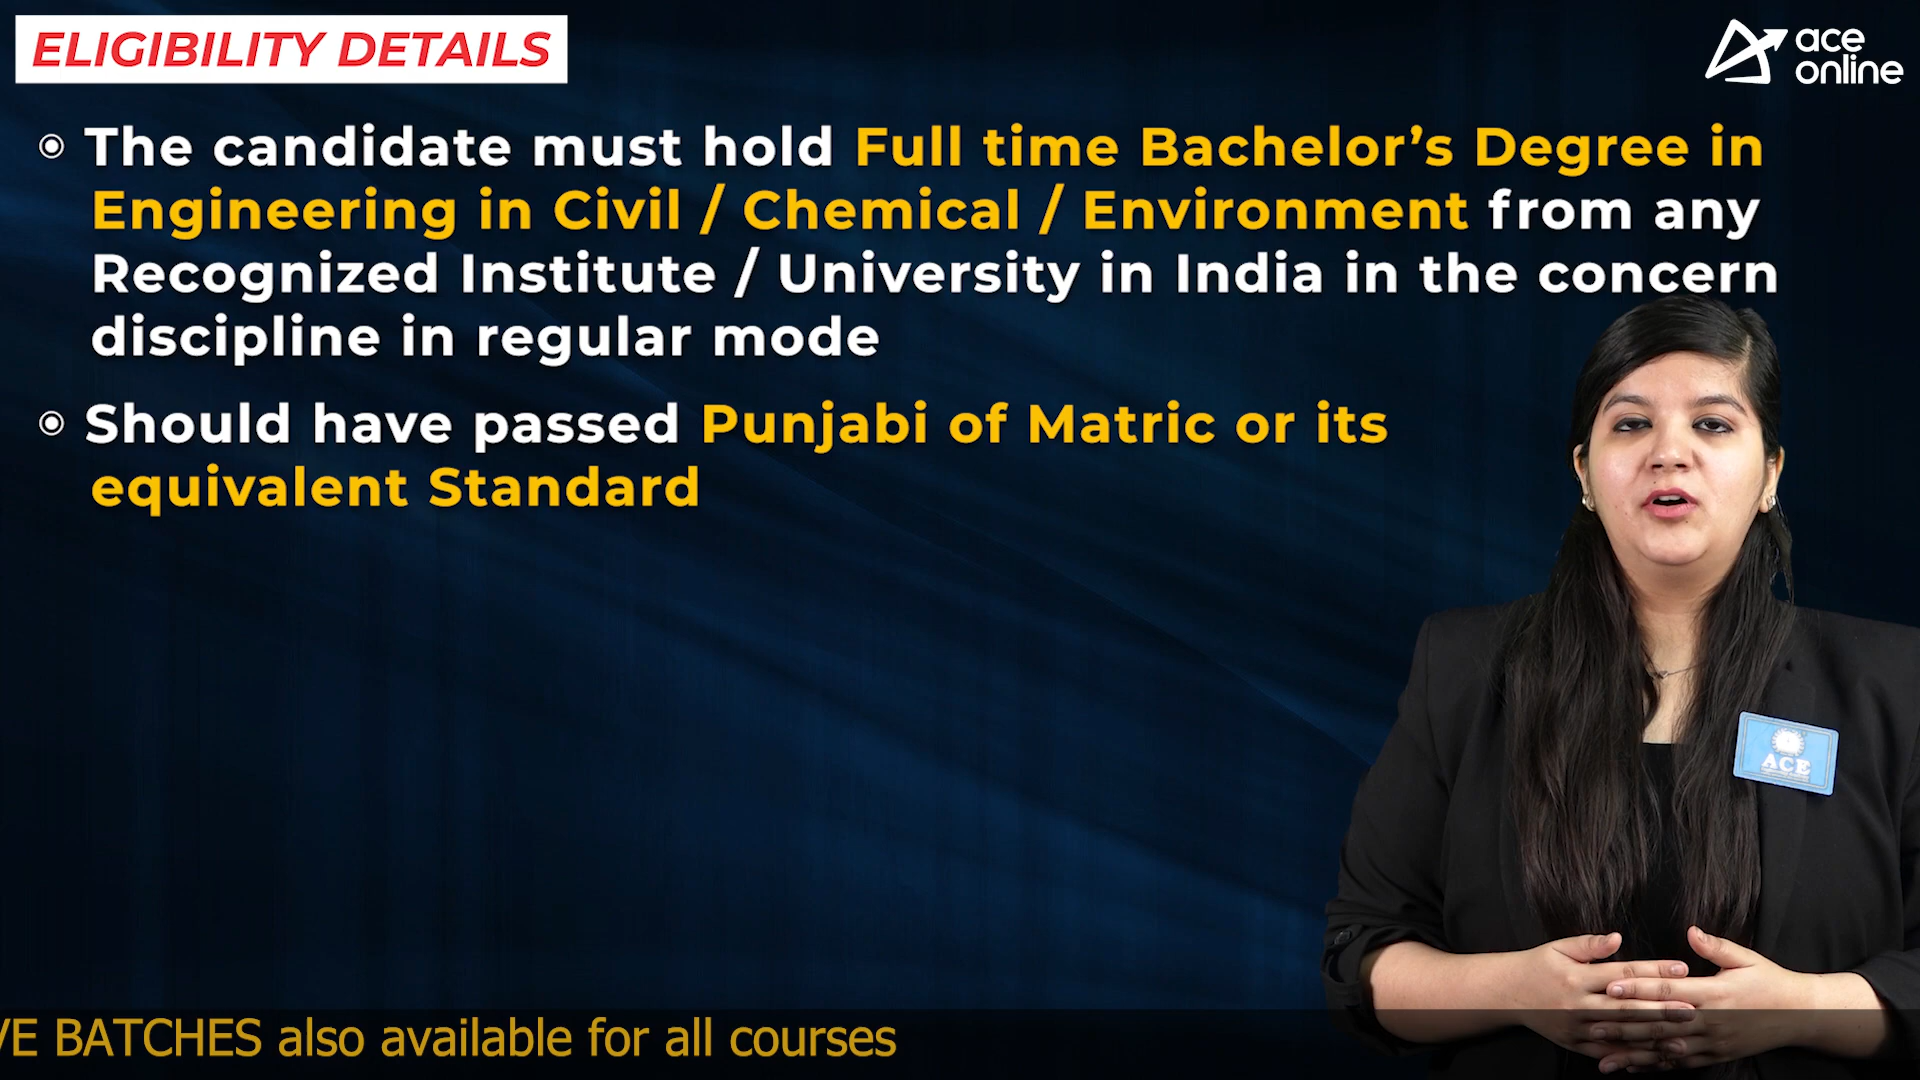 ELIGIBILITY DETAILS
ace
online
The candidate must hold Full time Bachelor’s Degree in
Engineering in Civil / Chemical / Environment from any
Recognized Institute / University in India in the concern
discipline in regular mode
Should have passed Punjabi of Matric or its
equivalent Standard
ACE
VE BATCHES also available for all courses